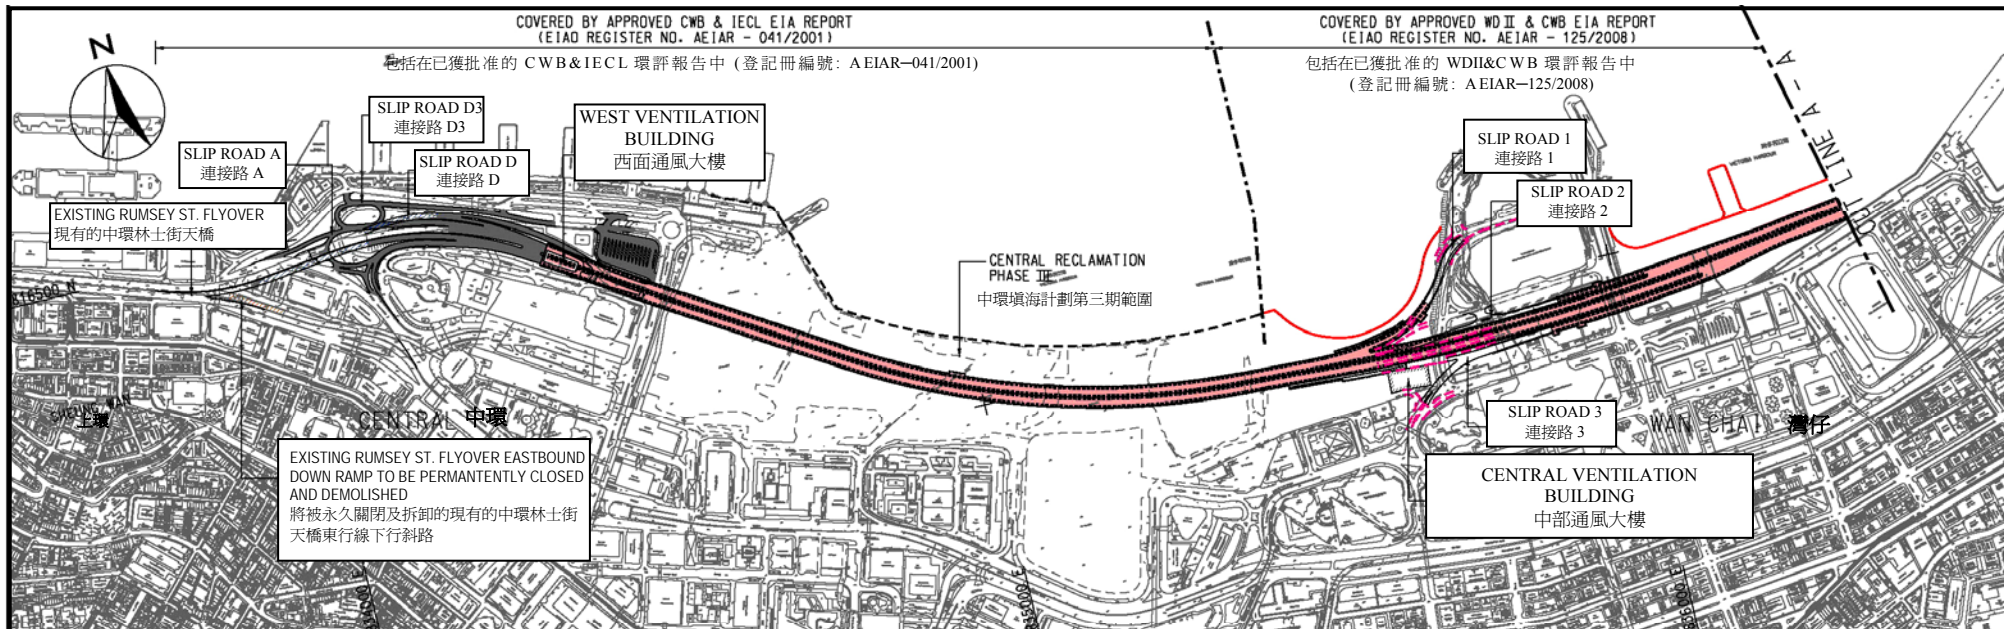 COVERED BY APPROVED CWB & IECL EIA REPORT
(EIAO REGISTER NO. AEIAR - 041/2001)
包括在已獲批准的 CWB&IECL 環評報告中 (登記冊編號: AEIAR─041/2001)
COVERED BY APPROVED WDII & CWB EIA REPORT
(EIAO REGISTER NO. AEIAR - 125/2008)
包括在已獲批准的 WDII&CWB 環評報告中
(登記冊編號: AEIAR─125/2008)
N
CUT LINE A - A
SLIP ROAD D3
連接路 D3
SLIP ROAD A
連接路 A
SLIP ROAD D
連接路 D
WEST VENTILATION
BUILDING
西面通風大樓
EXISTING RUMSEY ST. FLYOVER
現有的中環林士街天橋
SLIP ROAD 1
連接路 1
SLIP ROAD 2
連接路 2
CENTRAL RECLAMATION
PHASE III
中環填海計劃第三期範圍
816500 N
SHEUNG WAN
上環
CENTRAL 中環
SLIP ROAD 3
連接路 3
WAN CHAI 灣仔
EXISTING RUMSEY ST. FLYOVER EASTBOUND
DOWN RAMP TO BE PERMANTENTLY CLOSED
AND DEMOLISHED
將被永久關閉及拆卸的現有的中環林士街
天橋東行線下行斜路
CENTRAL VENTILATION
BUILDING
中部通風大樓